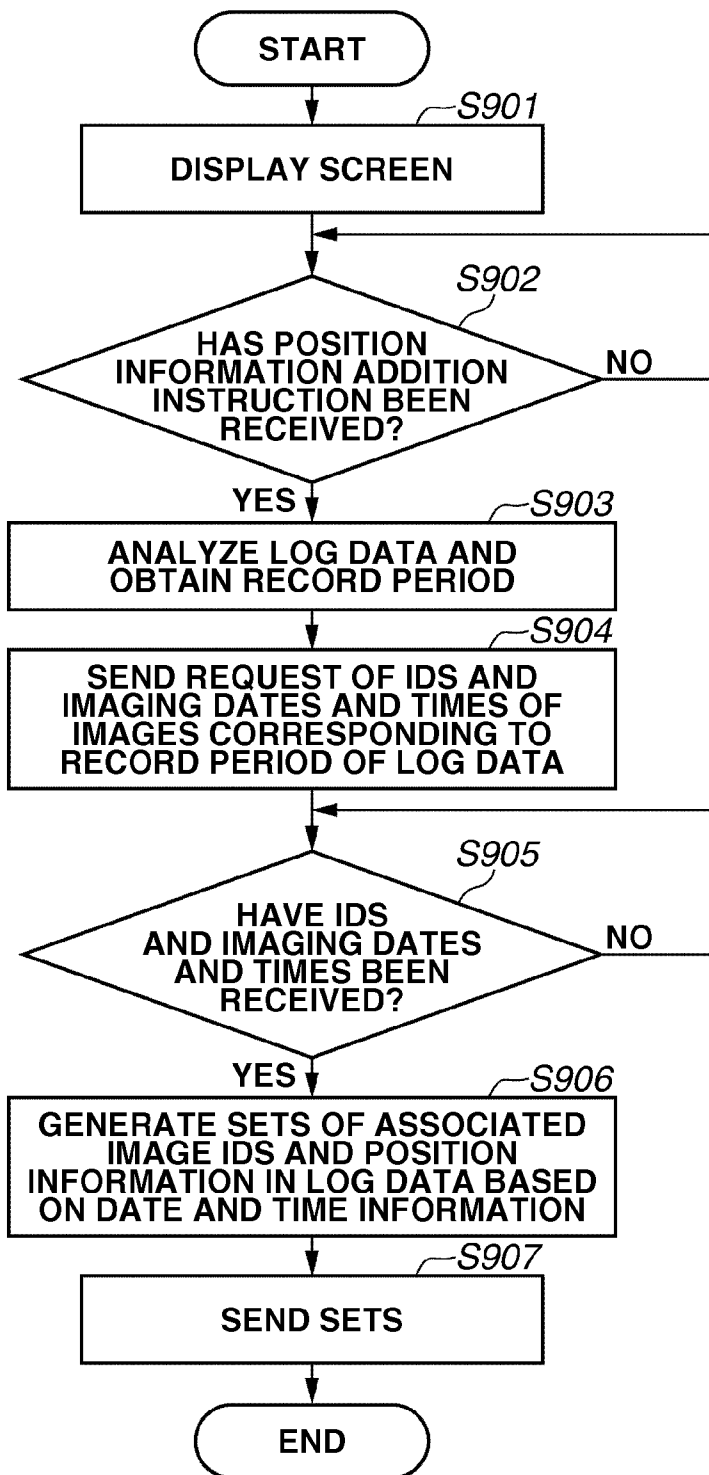 START
S901
DISPLAY SCREEN
S902
HAS POSITION
INFORMATION ADDITION
INSTRUCTION BEEN
RECEIVED?
NO
YES
S903
ANALYZE LOG DATA AND
OBTAIN RECORD PERIOD
S904
SEND REQUEST OF IDS AND
IMAGING DATES AND TIMES OF
IMAGES CORRESPONDING TO
RECORD PERIOD OF LOG DATA
S905
HAVE IDS
AND IMAGING DATES
AND TIMES BEEN
RECEIVED?
NO
YES
S906
GENERATE SETS OF ASSOCIATED
IMAGE IDS AND POSITION
INFORMATION IN LOG DATA BASED
ON DATE AND TIME INFORMATION
S907
SEND SETS
END